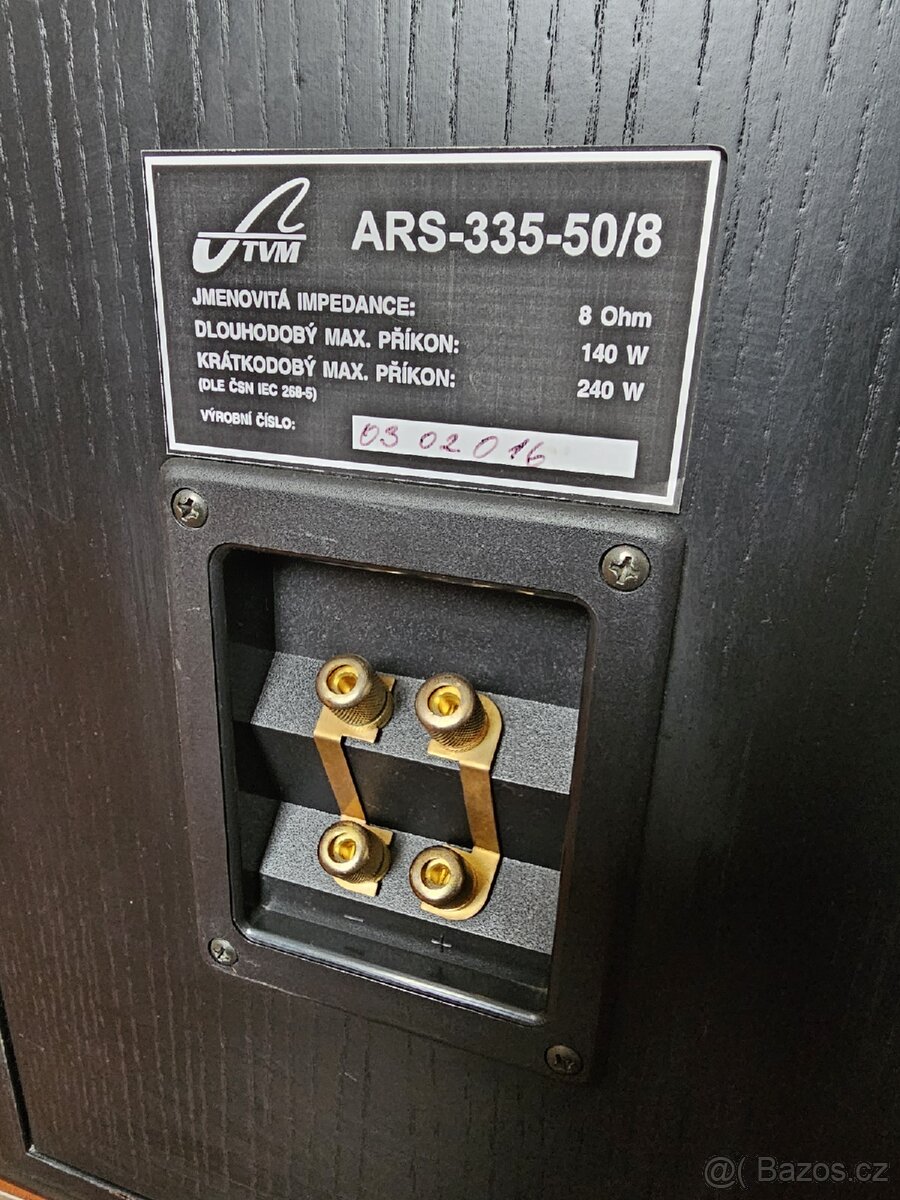 TVM
ARS-335-50/8
JMENOVITÁ IMPEDANCE: 8 Ohm
DLOUHODOBÝ MAX. PŘÍKON: 140 W
KRÁTKODOBÝ MAX. PŘÍKON: 240 W
(DLE ČSN IEC 268-5)
VÝROBNÍ ČÍSLO: 03 02 016
- +
@( Bazos.cz